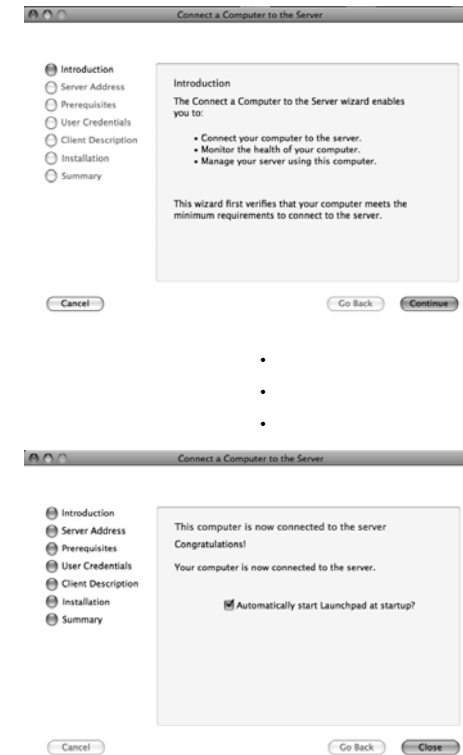 Connect a Computer to the Server
Introduction
Server Address
Prerequisites
User Credentials
Client Description
Installation
Summary
Introduction
The Connect a Computer to the Server wizard enables
you to:
• Connect your computer to the server.
• Monitor the health of your computer.
• Manage your server using this computer.
This wizard first verifies that your computer meets the
minimum requirements to connect to the server.
Cancel
Go Back
Continue
Connect a Computer to the Server
Introduction
Server Address
Prerequisites
User Credentials
Client Description
Installation
Summary
This computer is now connected to the server
Congratulations!
Your computer is now connected to the server.
Automatically start Launchpad at startup?
Cancel
Go Back
Close